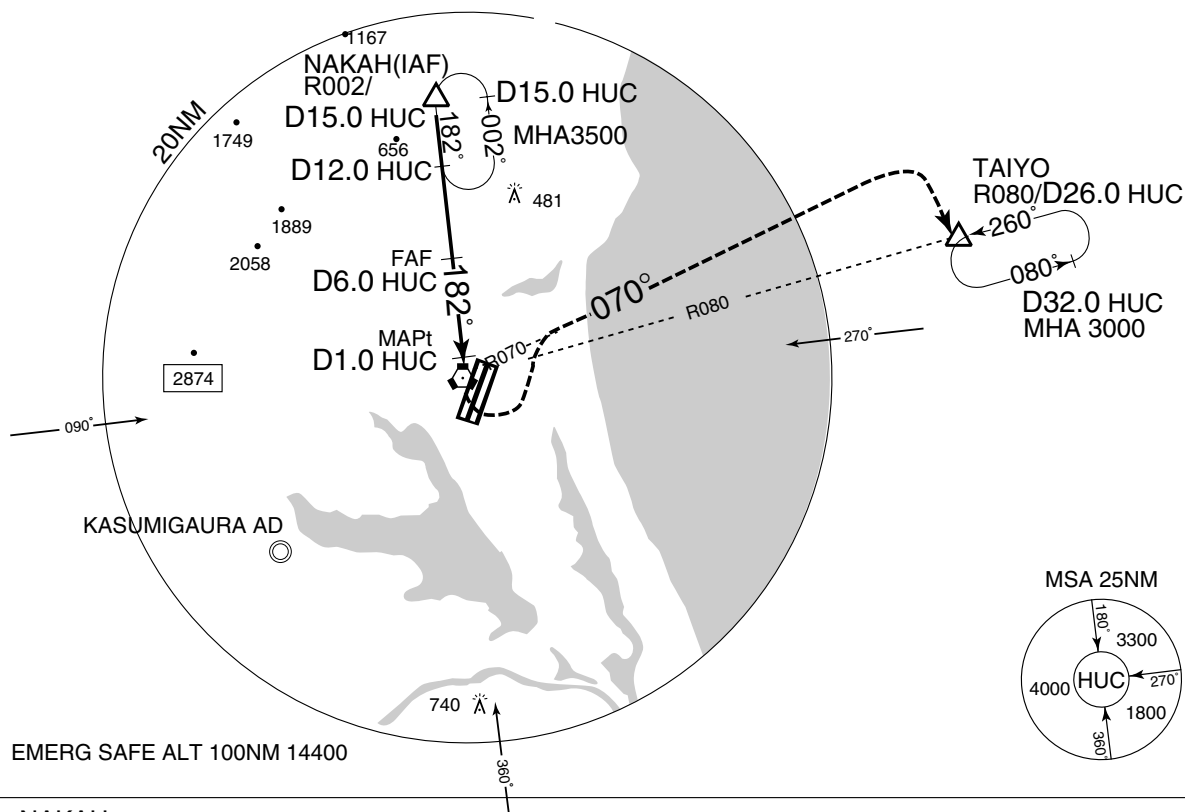 1167
NAKAH(IAF)
R002/
D15.0 HUC
D15.0 HUC
20NM
1749
656
182°
002°
MHA3500
D12.0 HUC
481
TAIYO
R080/D26.0 HUC
1889
2058
260°
FAF
D6.0 HUC
182°
070°
080°
R080
D32.0 HUC
MHA 3000
MAPt
D1.0 HUC
R070
270°
2874
090°
KASUMIGAURA AD
MSA 25NM
180°
3300
HUC
4000
270°
1800
360°
740
EMERG SAFE ALT 100NM 14400
360°